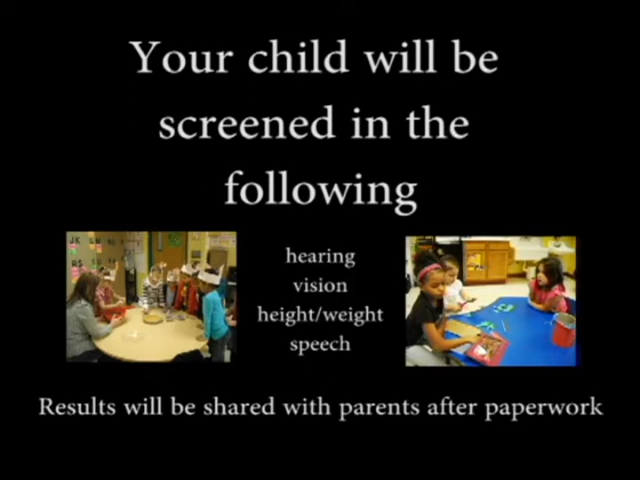 Your child will be
screened in the
following
hearing
vision
height/weight
speech
Results will be shared with parents after paperwork